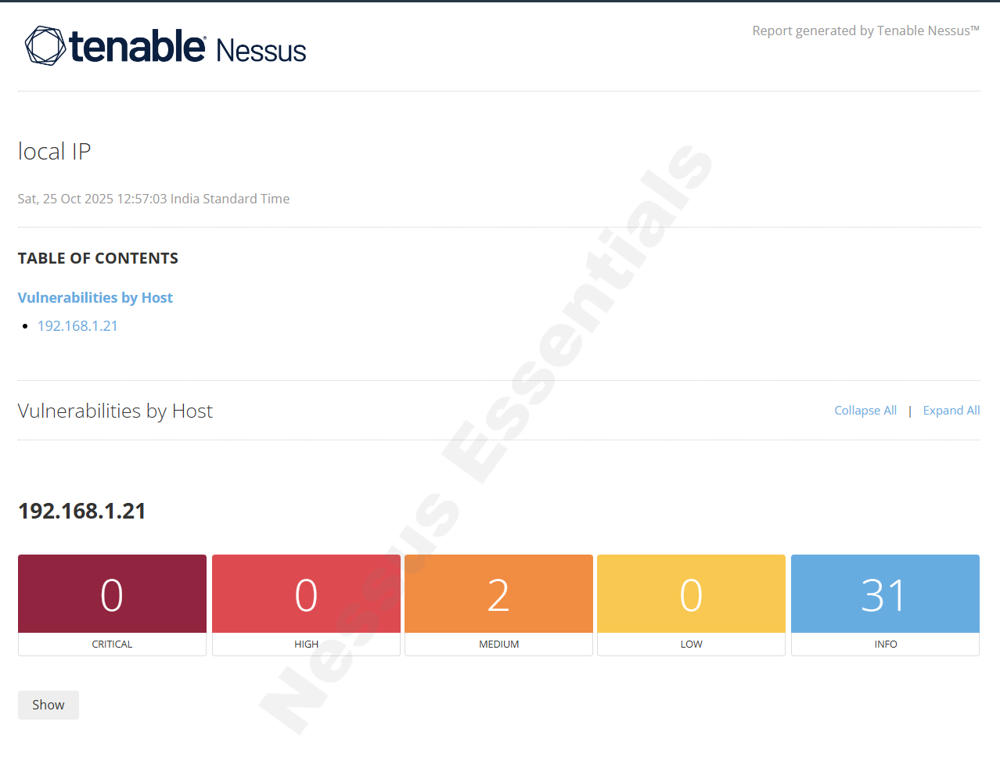 tenable Nessus
Report generated by Tenable Nessus™
local IP
Sat, 25 Oct 2025 12:57:03 India Standard Time
TABLE OF CONTENTS
Vulnerabilities by Host
• 192.168.1.21
Vulnerabilities by Host
Collapse All | Expand All
192.168.1.21
0 0 2 0 31
CRITICAL HIGH MEDIUM LOW INFO
Show
Nessus Essentials